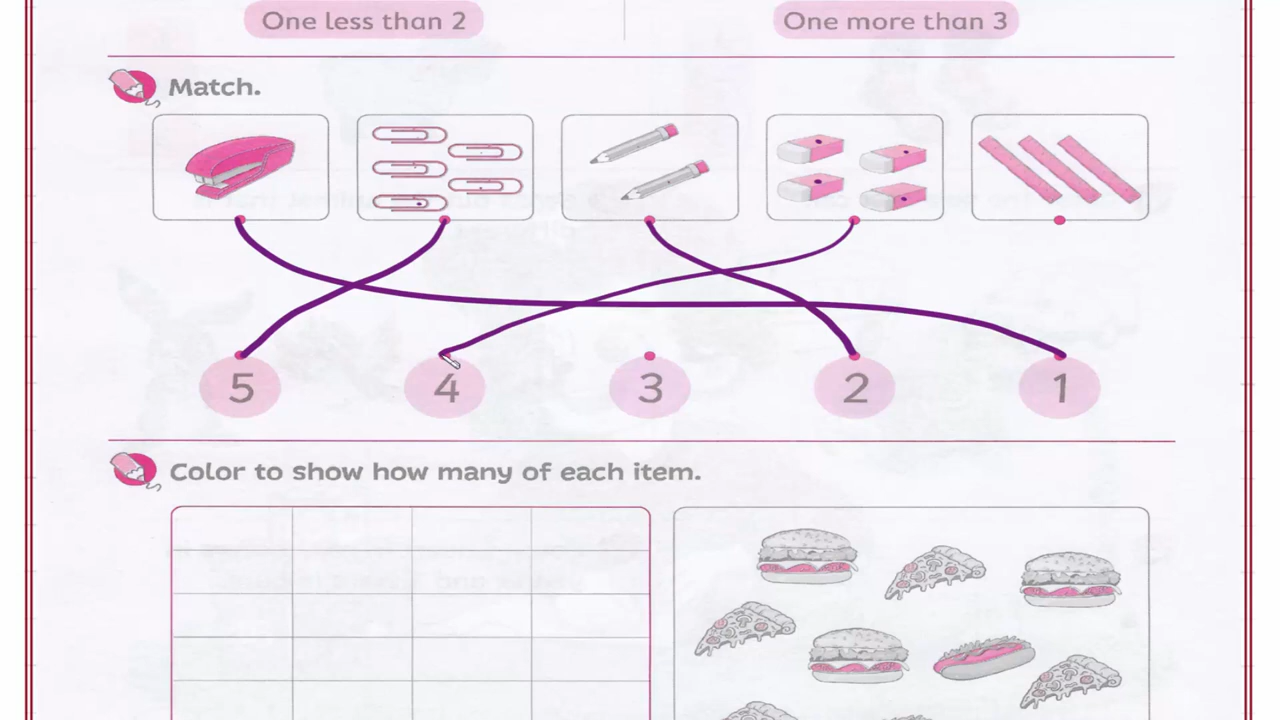 One less than 2
One more than 3
Match.
5 4 3 2 1
Color to show how many of each item.